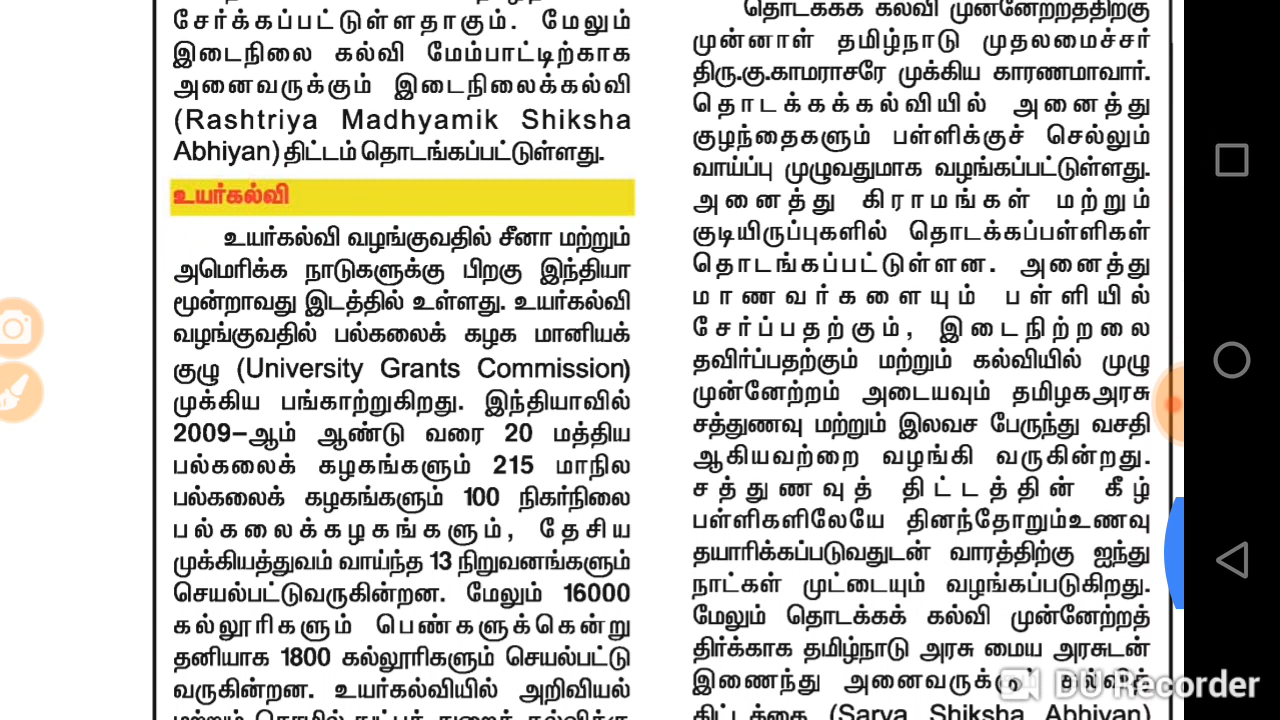 சேர்க்கப்பட்டுள்ளதாகும். மேலும்
இடைநிலை கல்வி மேம்பாட்டிற்காக
அனைவருக்கும் இடைநிலைக்கல்வி
(Rashtriya Madhyamik Shiksha
Abhiyan) திட்டம் தொடங்கப்பட்டுள்ளது.
உயர்கல்வி
உயர்கல்வி வழங்குவதில் சீனா மற்றும்
அமெரிக்க நாடுகளுக்கு பிறகு இந்தியா
மூன்றாவது இடத்தில் உள்ளது. உயர்கல்வி
வழங்குவதில் பல்கலைக் கழக மானியக்
குழு (University Grants Commission)
முக்கிய பங்காற்றுகிறது. இந்தியாவில்
2009–ஆம் ஆண்டு வரை 20 மத்திய
பல்கலைக் கழகங்களும் 215 மாநில
பல்கலைக் கழகங்களும் 100 நிகர்நிலை
பல்கலைக்கழகங்களும், தேசிய
முக்கியத்துவம் வாய்ந்த 13 நிறுவனங்களும்
செயல்பட்டுவருகின்றன. மேலும் 16000
கல்லூரிகளும் பெண்களுக்கென்று
தனியாக 1800 கல்லூரிகளும் செயல்பட்டு
வருகின்றன. உயர்கல்வியில் அறிவியல்
தொடக்கக் கல்வி முன்னேற்றத்திற்கு
முன்னாள் தமிழ்நாடு முதலமைச்சர்
திரு.கு.காமராசரே முக்கிய காரணமாவார்.
தொடக்கக்கல்வியில் அனைத்து
குழந்தைகளும் பள்ளிக்குச் செல்லும்
வாய்ப்பு முழுவதுமாக வழங்கப்பட்டுள்ளது.
அனைத்து கிராமங்கள் மற்றும்
குடியிருப்புகளில் தொடக்கப்பள்ளிகள்
தொடங்கப்பட்டுள்ளன. அனைத்து
மாணவர்களையும் பள்ளியில்
சேர்ப்பதற்கும், இடைநிற்றலை
தவிர்ப்பதற்கும் மற்றும் கல்வியில் முழு
முன்னேற்றம் அடையவும் தமிழகஅரசு
சத்துணவு மற்றும் இலவச பேருந்து வசதி
ஆகியவற்றை வழங்கி வருகின்றது.
சத்துணவுத் திட்டத்தின் கீழ்
பள்ளிகளிலேயே தினந்தோறும்உணவு
தயாரிக்கப்படுவதுடன் வாரத்திற்கு ஐந்து
நாட்கள் முட்டையும் வழங்கப்படுகிறது.
மேலும் தொடக்கக் கல்வி முன்னேற்றத்
திர்க்காக தமிழ்நாடு அரசு மைய அரசுடன்
இணைந்து அனைவருக்கும் கல்வித்
திட்டத்தை (Sarva Shiksha Abhiyan)
DU Recorder